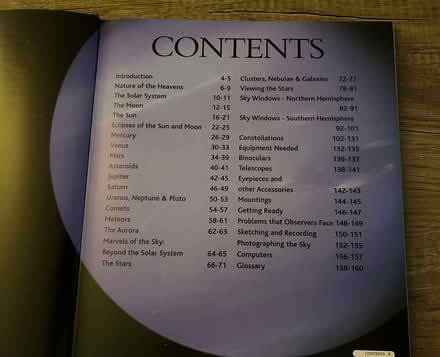 CONTENTS
Introduction 4-5
Nature of the Heavens 6-9
The Solar System 10-11
The Moon 12-15
The Sun 16-21
Eclipses of the Sun and Moon 22-25
Mercury 26-29
Venus 30-33
Mars 34-39
Asteroids 40-41
Jupiter 42-45
Saturn 46-49
Uranus, Neptune & Pluto 50-53
Comets 54-57
Meteors 58-61
The Aurora 62-63
Marvels of the Sky:
Beyond the Solar System 64-65
The Stars 66-71
Clusters, Nebulae & Galaxies 72-77
Viewing the Stars 78-81
Sky Windows - Northern Hemisphere
82-91
Sky Windows - Southern Hemisphere
92-101
Constellations 102-131
Equipment Needed 132-135
Binoculars 136-137
Telescopes 138-141
Eyepieces and
other Accessories 142-143
Mountings 144-145
Getting Ready 146-147
Problems that Observers Face 148-149
Sketching and Recording 150-151
Photographing the Sky 152-155
Computers 156-157
Glossary 158-160
CONTENTS 3